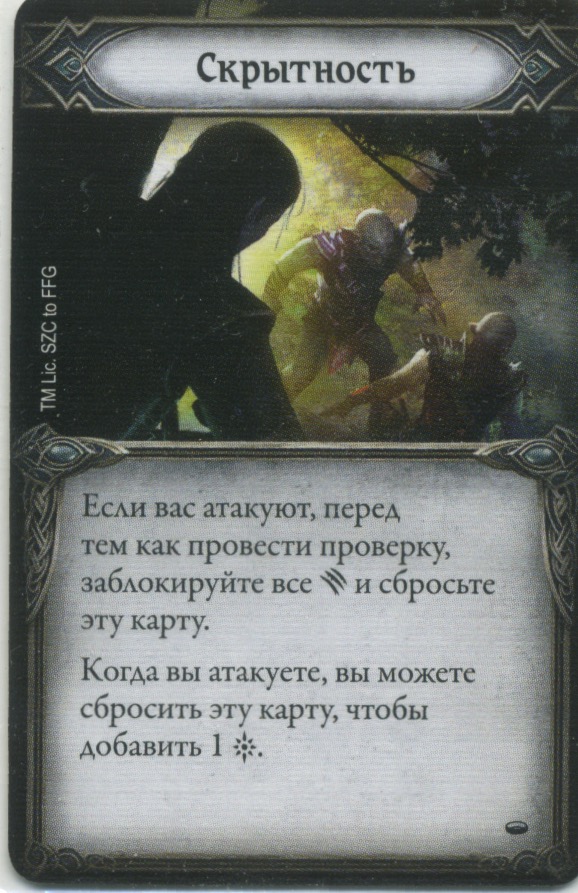 Скрытность
TM Lic. SZC to FFG
Если вас атакуют, перед
тем как провести проверку,
заблокируйте все и сбросьте
эту карту.
Когда вы атакуете, вы можете
сбросить эту карту, чтобы
добавить 1 .